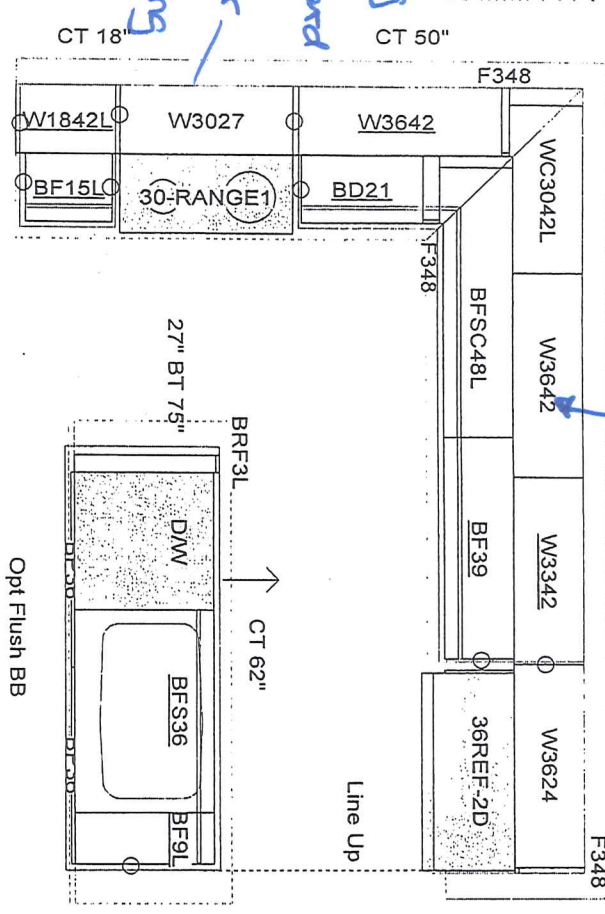 CT 18"
CT 50"
F348
W1842L
W3027
W3642
BF15L
30-RANGE1
BD21
WC3042L
F348
BFSC48L
W3642
BF39
W3342
36REF-2D
W3624
F348
27" BT 75"
BRF3L
D/W
CT 62"
BFS36
BF9L
Line Up
Opt Flush BB